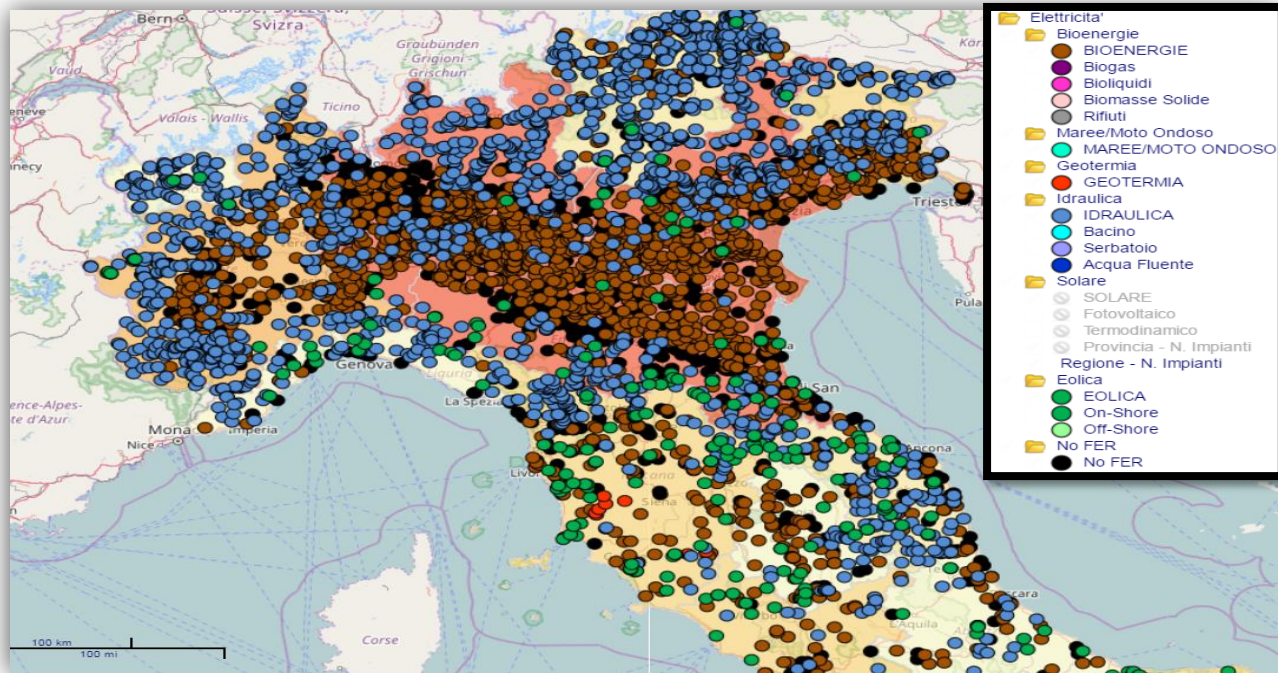 Bern
Svizra
Graubünden
Grigioni -
Grischun
Vaud
Valais - Wallis
Ticino
Trieste
Pula
Genova
Liguria
La Spezia
ence-Alpes-
te d'Azur
Mona
Nice
Imperia
San
Ancona
Livor
Siena
scara
L'Aquila
Corse
100 km
100 mi
Elettricita'
Bioenergie
BIOENERGIE
Biogas
Bioliquidi
Biomasse Solide
Rifiuti
Maree/Moto Ondoso
MAREE/MOTO ONDOSO
Geotermia
GEOTERMIA
Idraulica
IDRAULICA
Bacino
Serbatoio
Acqua Fluente
Solare
SOLARE
Fotovoltaico
Termodinamico
Provincia - N. Impianti
Regione - N. Impianti
Eolica
EOLICA
On-Shore
Off-Shore
No FER
No FER